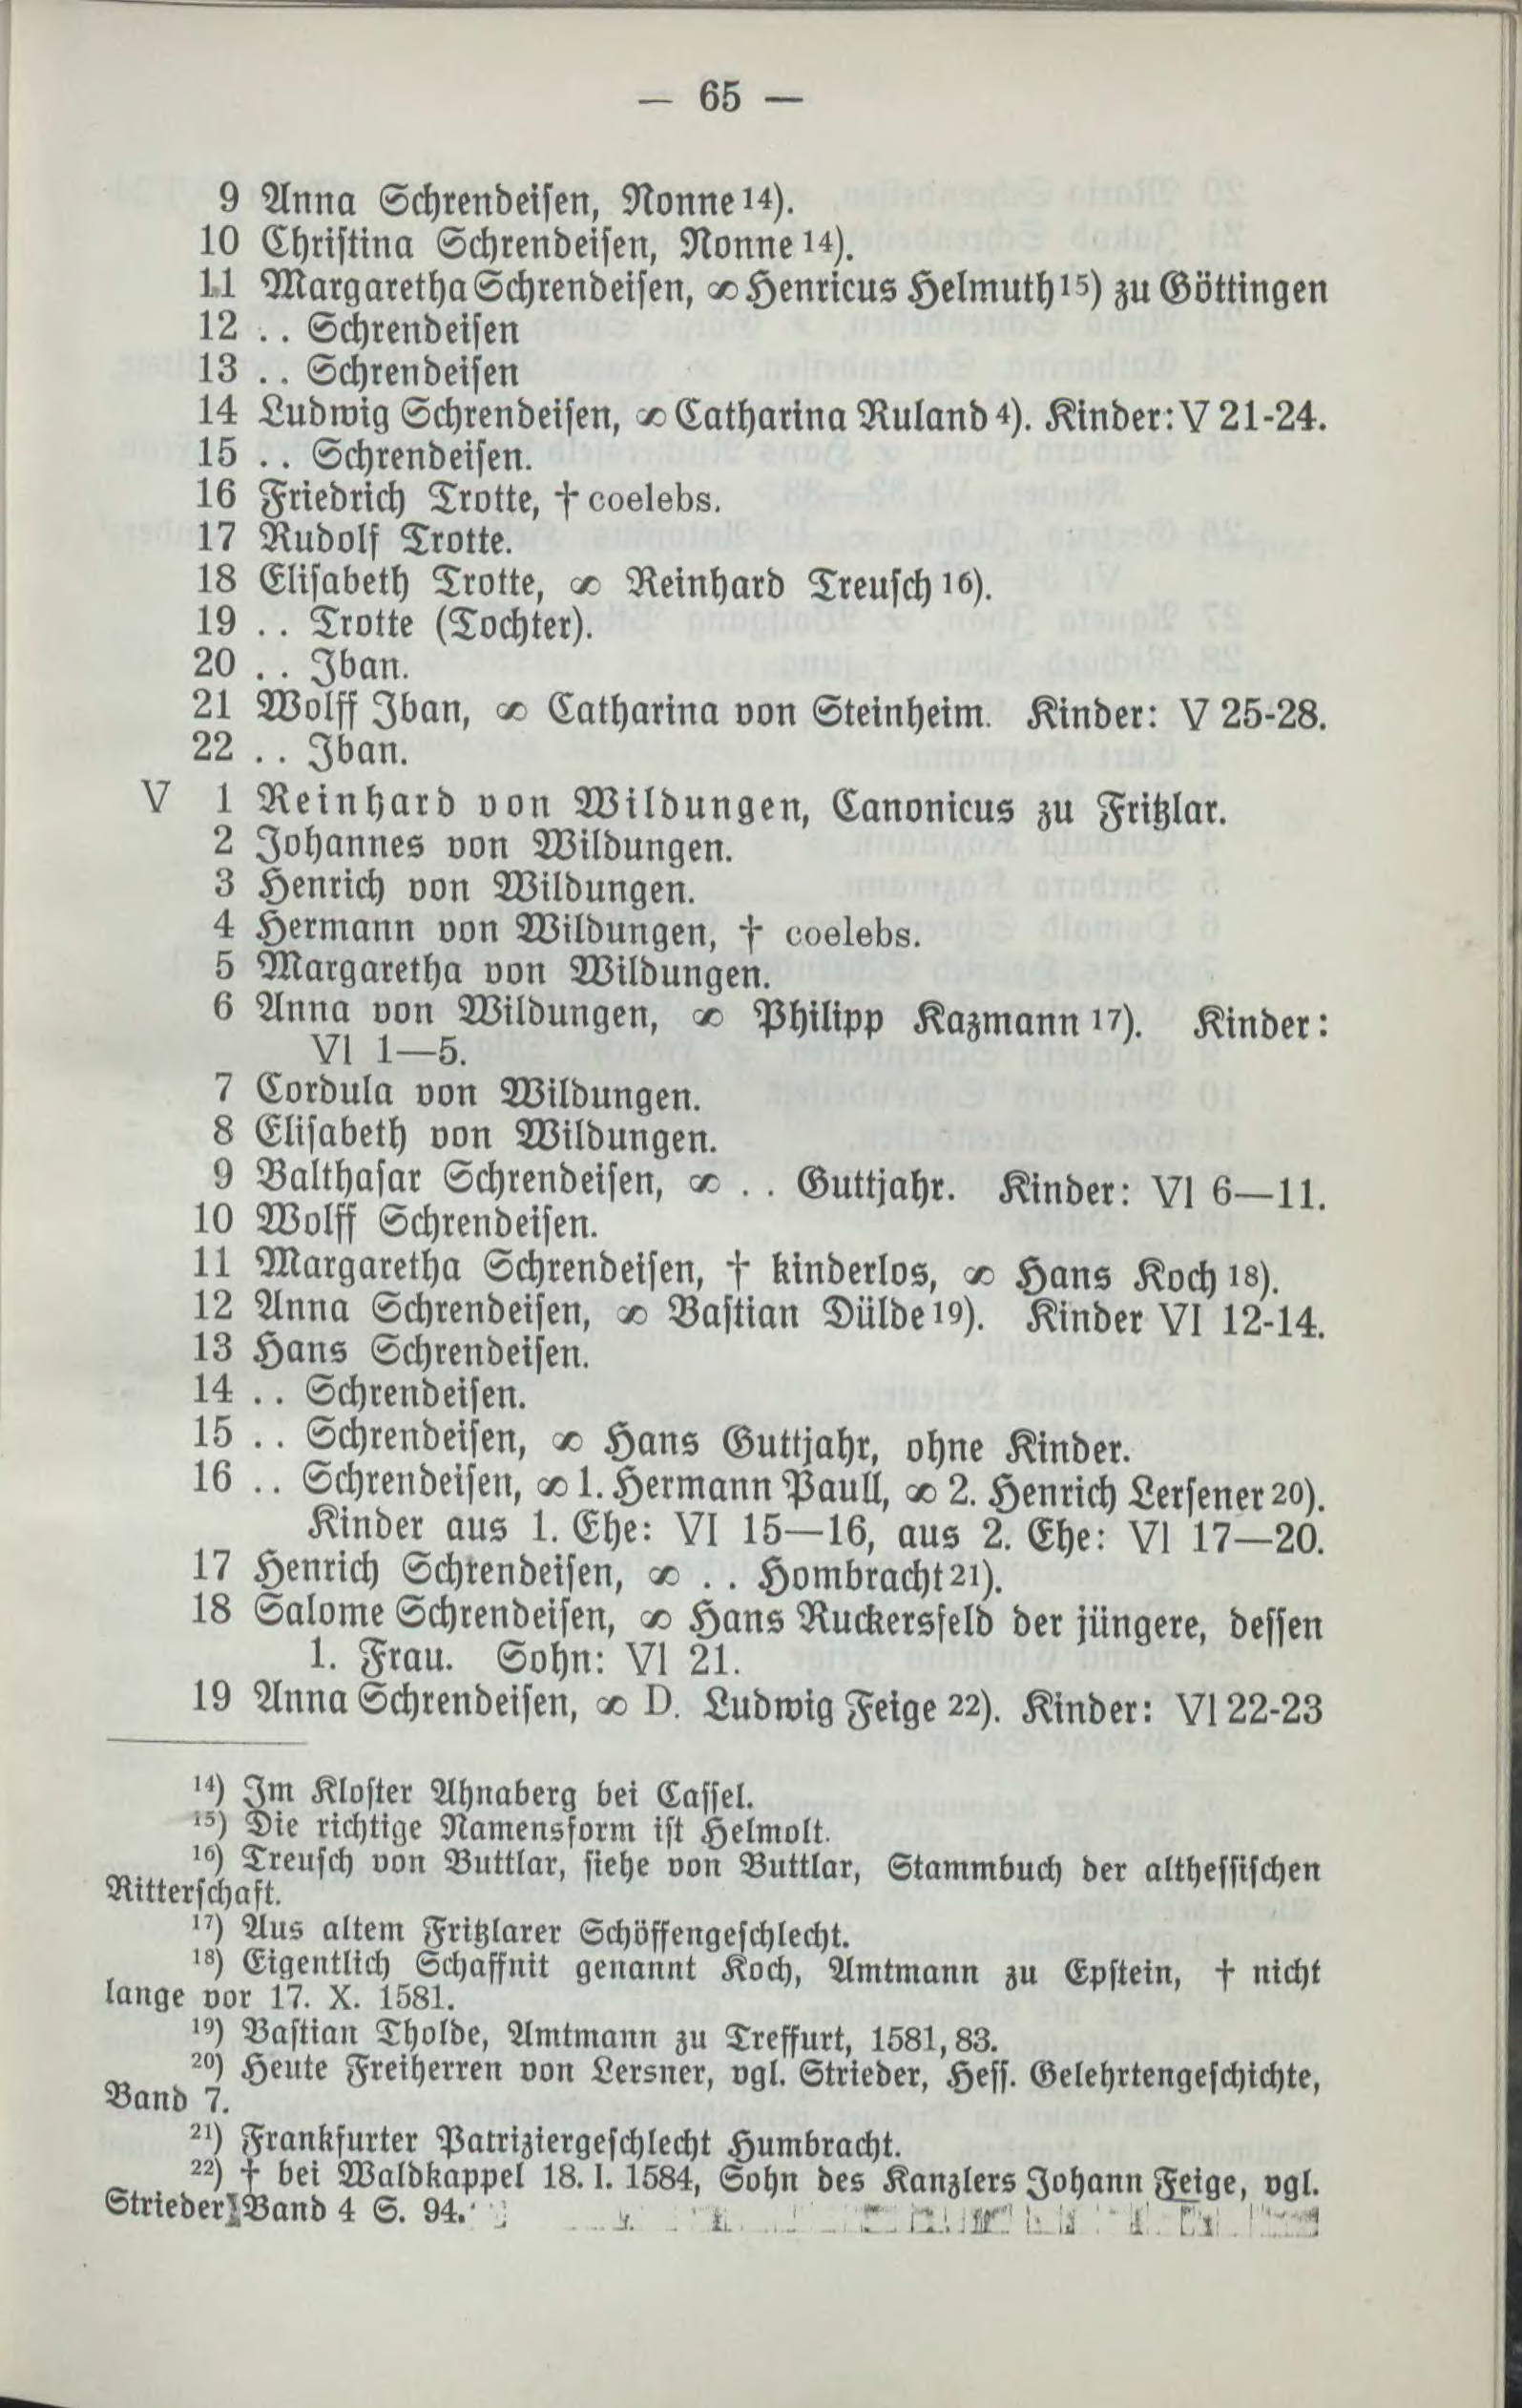 — 65 —
9 Anna Schrendeisen, Nonne 14).
10 Christina Schrendeisen, Nonne 14).
11 Margaretha Schrendeisen, ∞ Henricus Helmuth 15) zu Göttingen
12 . . Schrendeisen
13 . . Schrendeisen
14 Ludwig Schrendeisen, ∞ Catharina Ruland 4). Kinder: V 21-24.
15 . . Schrendeisen.
16 Friedrich Trotte, † coelebs.
17 Rudolf Trotte.
18 Elisabeth Trotte, ∞ Reinhard Treusch 16).
19 . . Trotte (Tochter).
20 . . Iban.
21 Wolff Iban, ∞ Catharina von Steinheim. Kinder: V 25-28.
22 . . Iban.
V 1 Reinhard von Wildungen, Canonicus zu Fritzlar.
2 Johannes von Wildungen.
3 Henrich von Wildungen.
4 Hermann von Wildungen, † coelebs.
5 Margaretha von Wildungen.
6 Anna von Wildungen, ∞ Philipp Kazmann 17). Kinder:
VI 1—5.
7 Cordula von Wildungen.
8 Elisabeth von Wildungen.
9 Balthasar Schrendeisen, ∞ . . Guttjahr. Kinder: VI 6—11.
10 Wolff Schrendeisen.
11 Margaretha Schrendeisen, † kinderlos, ∞ Hans Koch 18).
12 Anna Schrendeisen, ∞ Bastian Dülde 19). Kinder VI 12-14.
13 Hans Schrendeisen.
14 . . Schrendeisen.
15 . . Schrendeisen, ∞ Hans Guttjahr, ohne Kinder.
16 . . Schrendeisen, ∞ 1. Hermann Paull, ∞ 2. Henrich Lersener 20).
Kinder aus 1. Ehe: VI 15—16, aus 2. Ehe: VI 17—20.
17 Henrich Schrendeisen, ∞ . . Hombracht 21).
18 Salome Schrendeisen, ∞ Hans Ruckersfeld der jüngere, dessen
1. Frau. Sohn: VI 21.
19 Anna Schrendeisen, ∞ D. Ludwig Feige 22). Kinder: VI 22-23
14) Im Kloster Ahnaberg bei Cassel.
15) Die richtige Namensform ist Helmolt.
16) Treusch von Buttlar, siehe von Buttlar, Stammbuch der althessischen
Ritterschaft.
17) Aus altem Fritzlarer Schöffengeschlecht.
18) Eigentlich Schaffnit genannt Koch, Amtmann zu Epstein, † nicht
lange vor 17. X. 1581.
19) Bastian Tholde, Amtmann zu Treffurt, 1581, 83.
20) Heute Freiherren von Lersner, vgl. Strieder, Hess. Gelehrtengeschichte,
Band 7.
21) Frankfurter Patriziergeschlecht Humbracht.
22) † bei Waldkappel 18. I. 1584, Sohn des Kanzlers Johann Feige, vgl.
Strieder Band 4 S. 94.